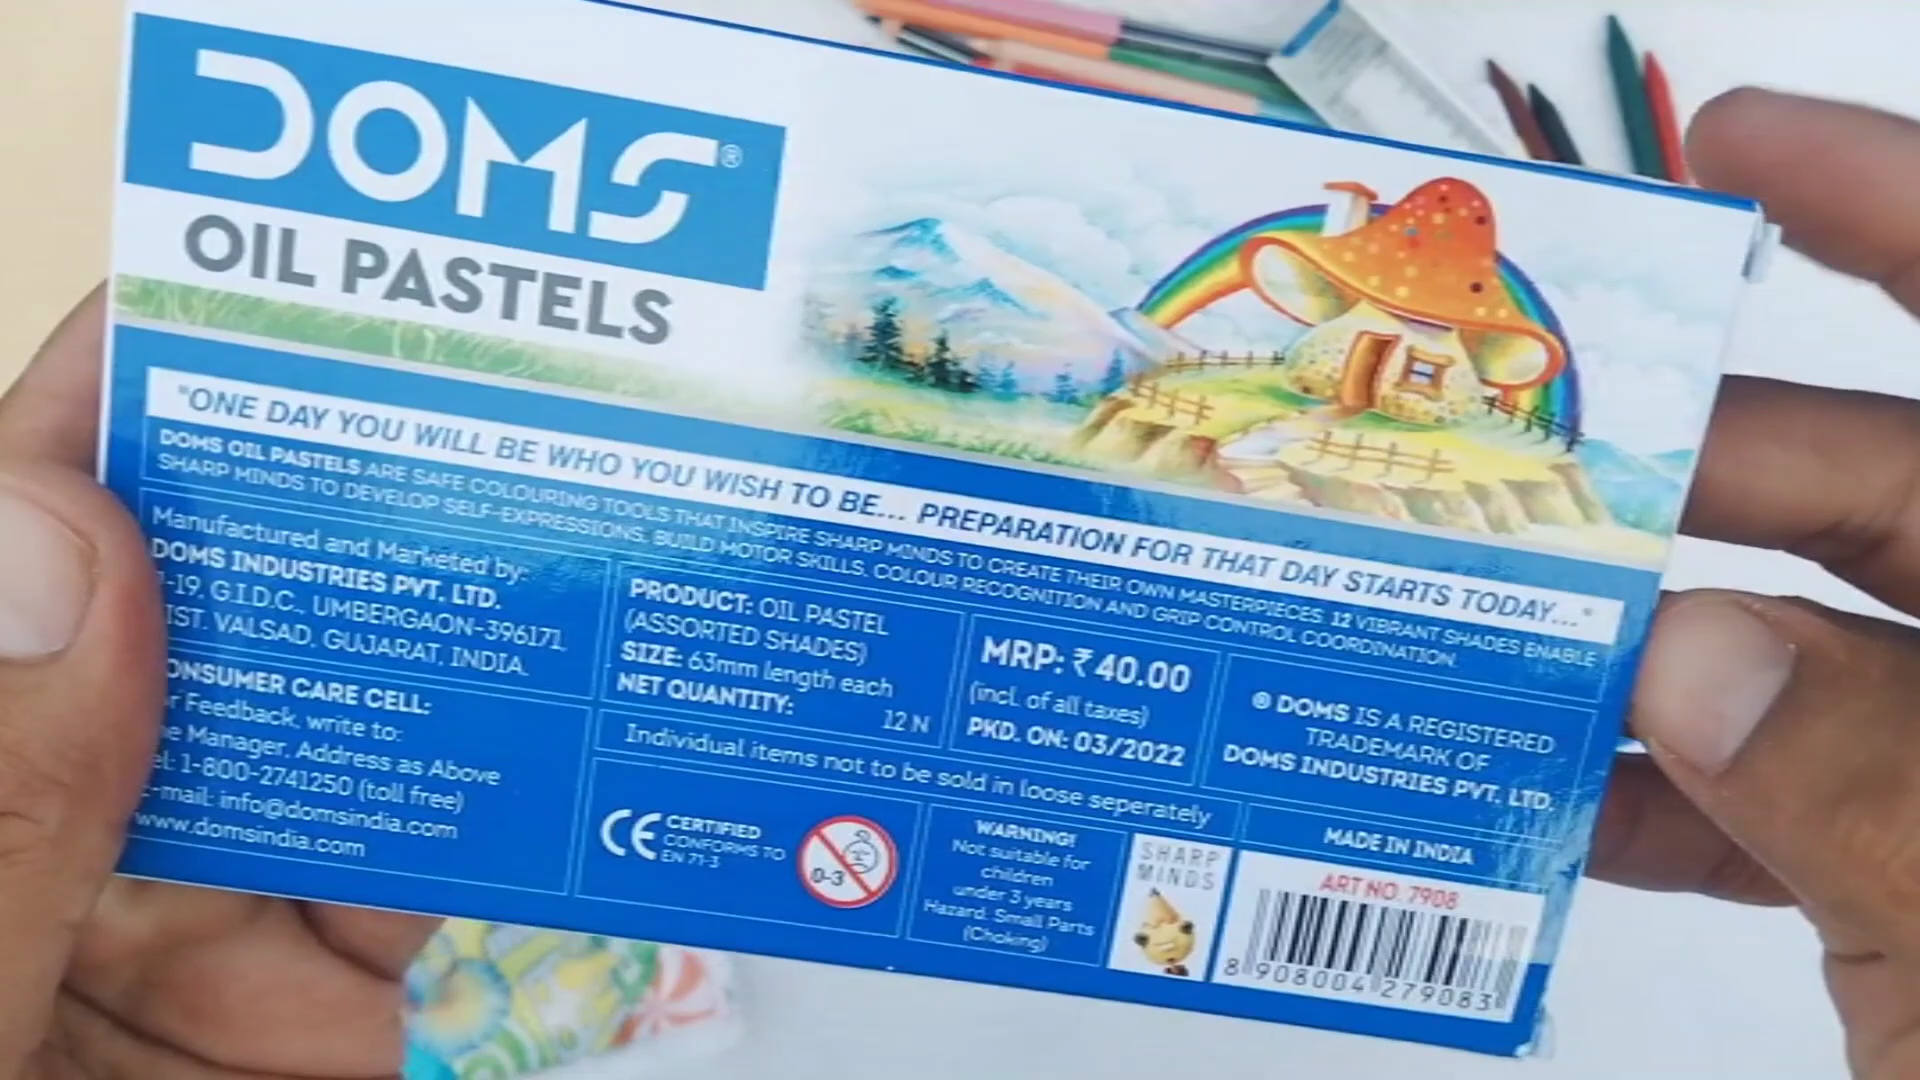 DOMS®
OIL PASTELS
"ONE DAY YOU WILL BE WHO YOU WISH TO BE... PREPARATION FOR THAT DAY STARTS TODAY..."
DOMS OIL PASTELS ARE SAFE COLOURING TOOLS THAT INSPIRE SHARP MINDS TO CREATE THEIR OWN MASTERPIECES. 12 VIBRANT SHADES ENABLE
SHARP MINDS TO DEVELOP SELF-EXPRESSIONS, BUILD MOTOR SKILLS, COLOUR RECOGNITION AND GRIP CONTROL COORDINATION.
Manufactured and Marketed by:
DOMS INDUSTRIES PVT. LTD.
-19, G.I.D.C., UMBERGAON-396171,
IST. VALSAD, GUJARAT, INDIA.
ONSUMER CARE CELL:
r Feedback, write to:
e Manager, Address as Above
el: 1-800-2741250 (toll free)
-mail: info@domsindia.com
www.domsindia.com
PRODUCT: OIL PASTEL
(ASSORTED SHADES)
SIZE: 63mm length each
NET QUANTITY:
12 N
MRP: ₹40.00
(incl. of all taxes)
PKD. ON: 03/2022
® DOMS IS A REGISTERED
TRADEMARK OF
DOMS INDUSTRIES PVT. LTD.
Individual items not to be sold in loose seperately
CE CERTIFIED
CONFORMS TO
EN 71-3
0-3
WARNING!
Not suitable for
children
under 3 years
Hazard. Small Parts
(Choking)
SHARP
MINDS
MADE IN INDIA
ART NO. 7908
8 908004 279083